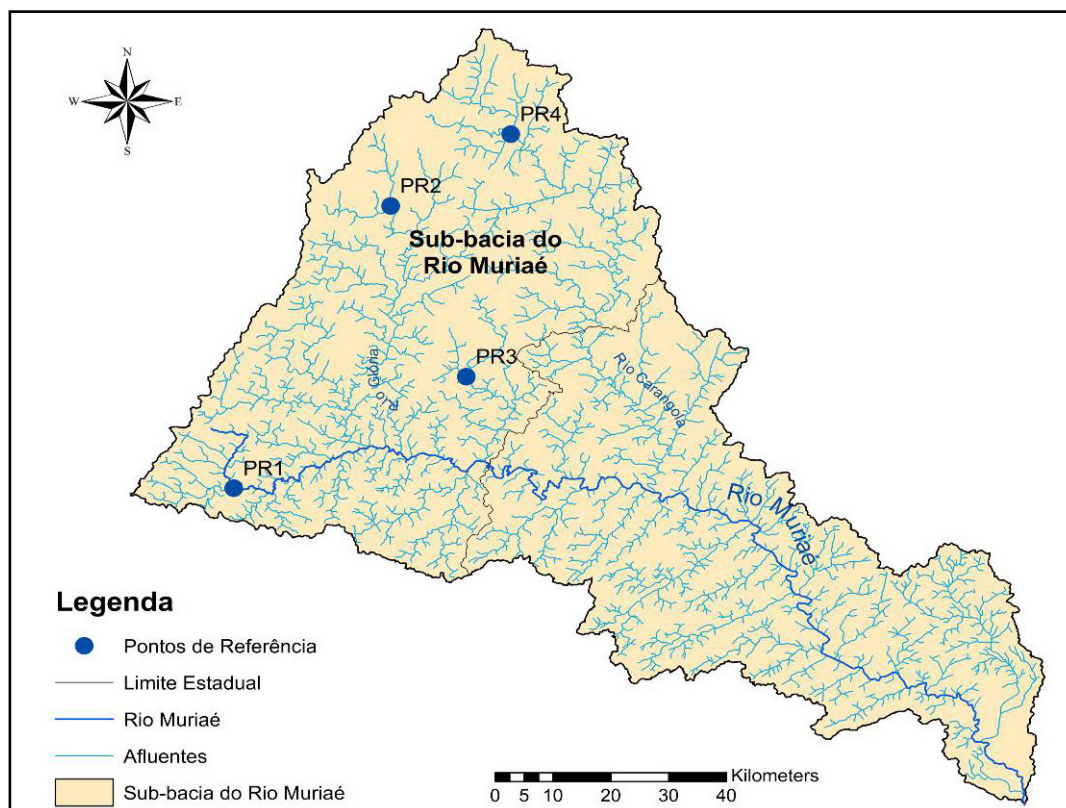 N
W E
S
PR4
PR2
Sub-bacia do
Rio Muriaé
PR3
Rio Glória
Rio Carangola
PR1
Rio Muriaé
Legenda
Pontos de Referência
Limite Estadual
Rio Muriaé
Afluentes
Sub-bacia do Rio Muriaé
Kilometers
0 5 10 20 30 40